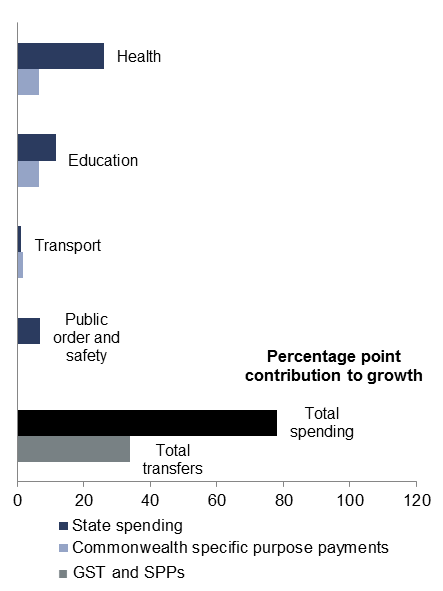 Health
Education
Transport
Public
order and
safety
Percentage point
contribution to growth
Total
spending
Total
transfers
0 20 40 60 80 100 120
State spending
Commonwealth specific purpose payments
GST and SPPs